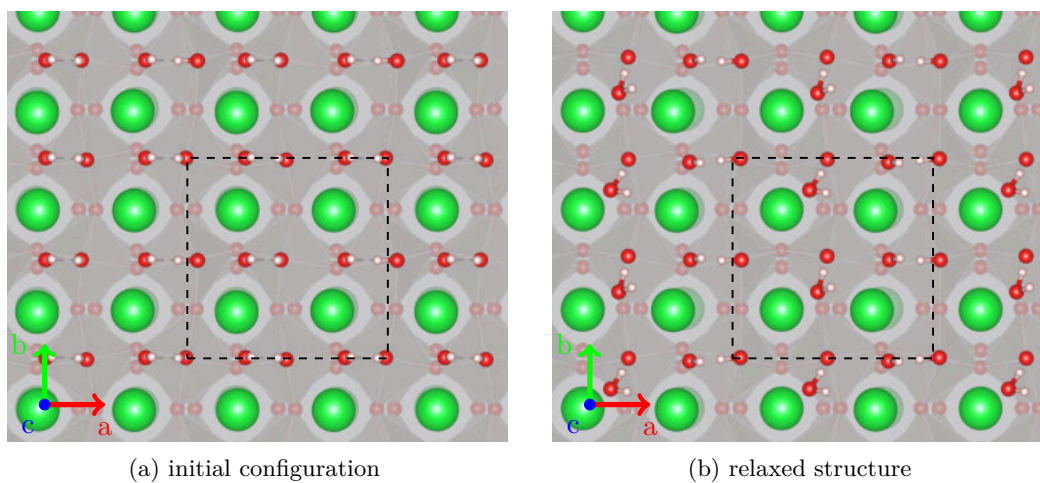 b
c
a
b
c
a
(a) initial configuration
(b) relaxed structure